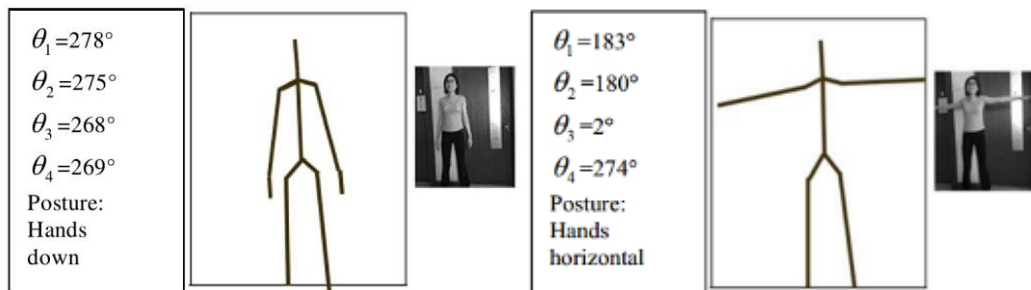 θ₁=278°
θ₂=275°
θ₃=268°
θ₄=269°
Posture:
Hands
down
θ₁=183°
θ₂=180°
θ₃=2°
θ₄=274°
Posture:
Hands
horizontal